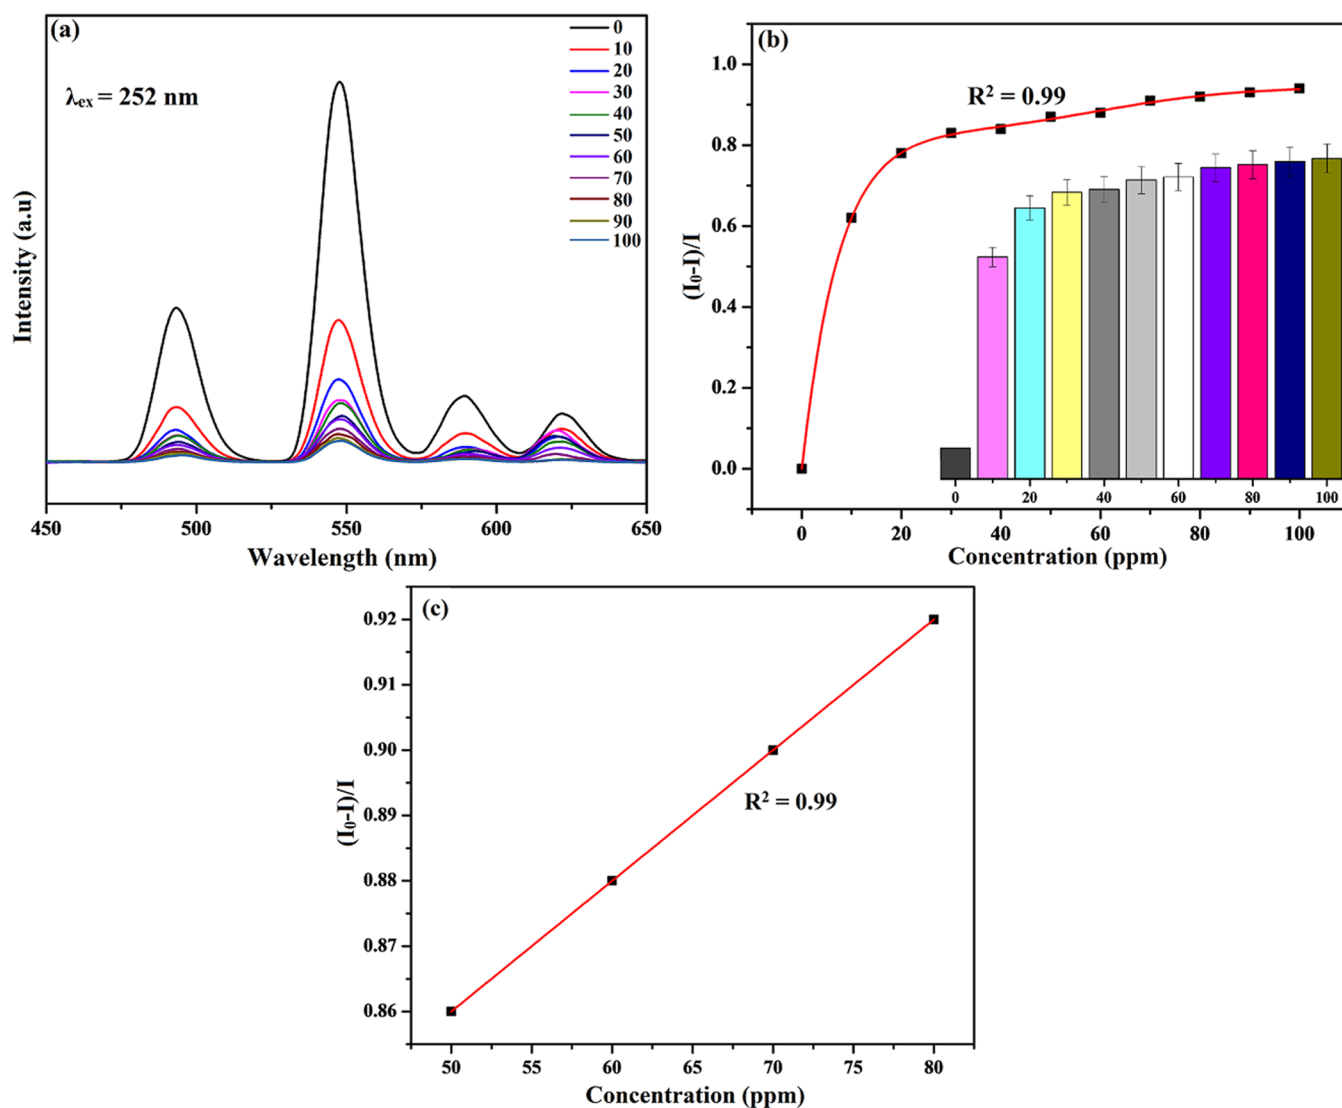 (a)
λex = 252 nm
0
10
20
30
40
50
60
70
80
90
100
Intensity (a.u)
450 500 550 600 650
Wavelength (nm)
(b)
R² = 0.99
1.0
0.8
0.6
0.4
0.2
0.0
(I0-I)/I
0 20 40 60 80 100
0 20 40 60 80 100
Concentration (ppm)
(c)
0.92
0.91
0.90
0.89
0.88
0.87
0.86
(I0-I)/I
R² = 0.99
50 55 60 65 70 75 80
Concentration (ppm)